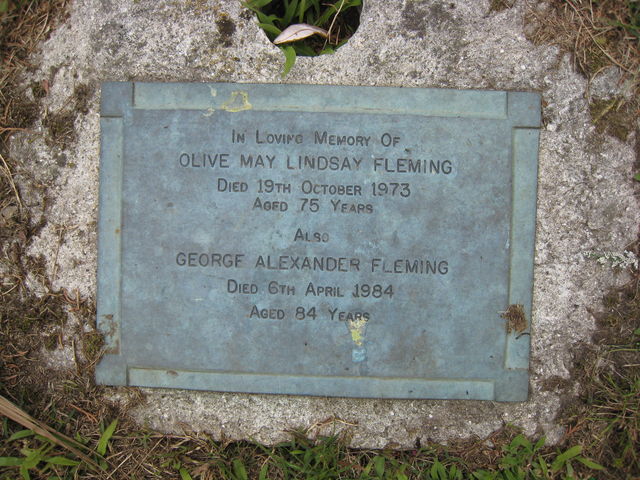 In Loving Memory Of
OLIVE MAY LINDSAY FLEMING
Died 19th October 1973
Aged 75 Years
Also
GEORGE ALEXANDER FLEMING
Died 6th April 1984
Aged 84 Years